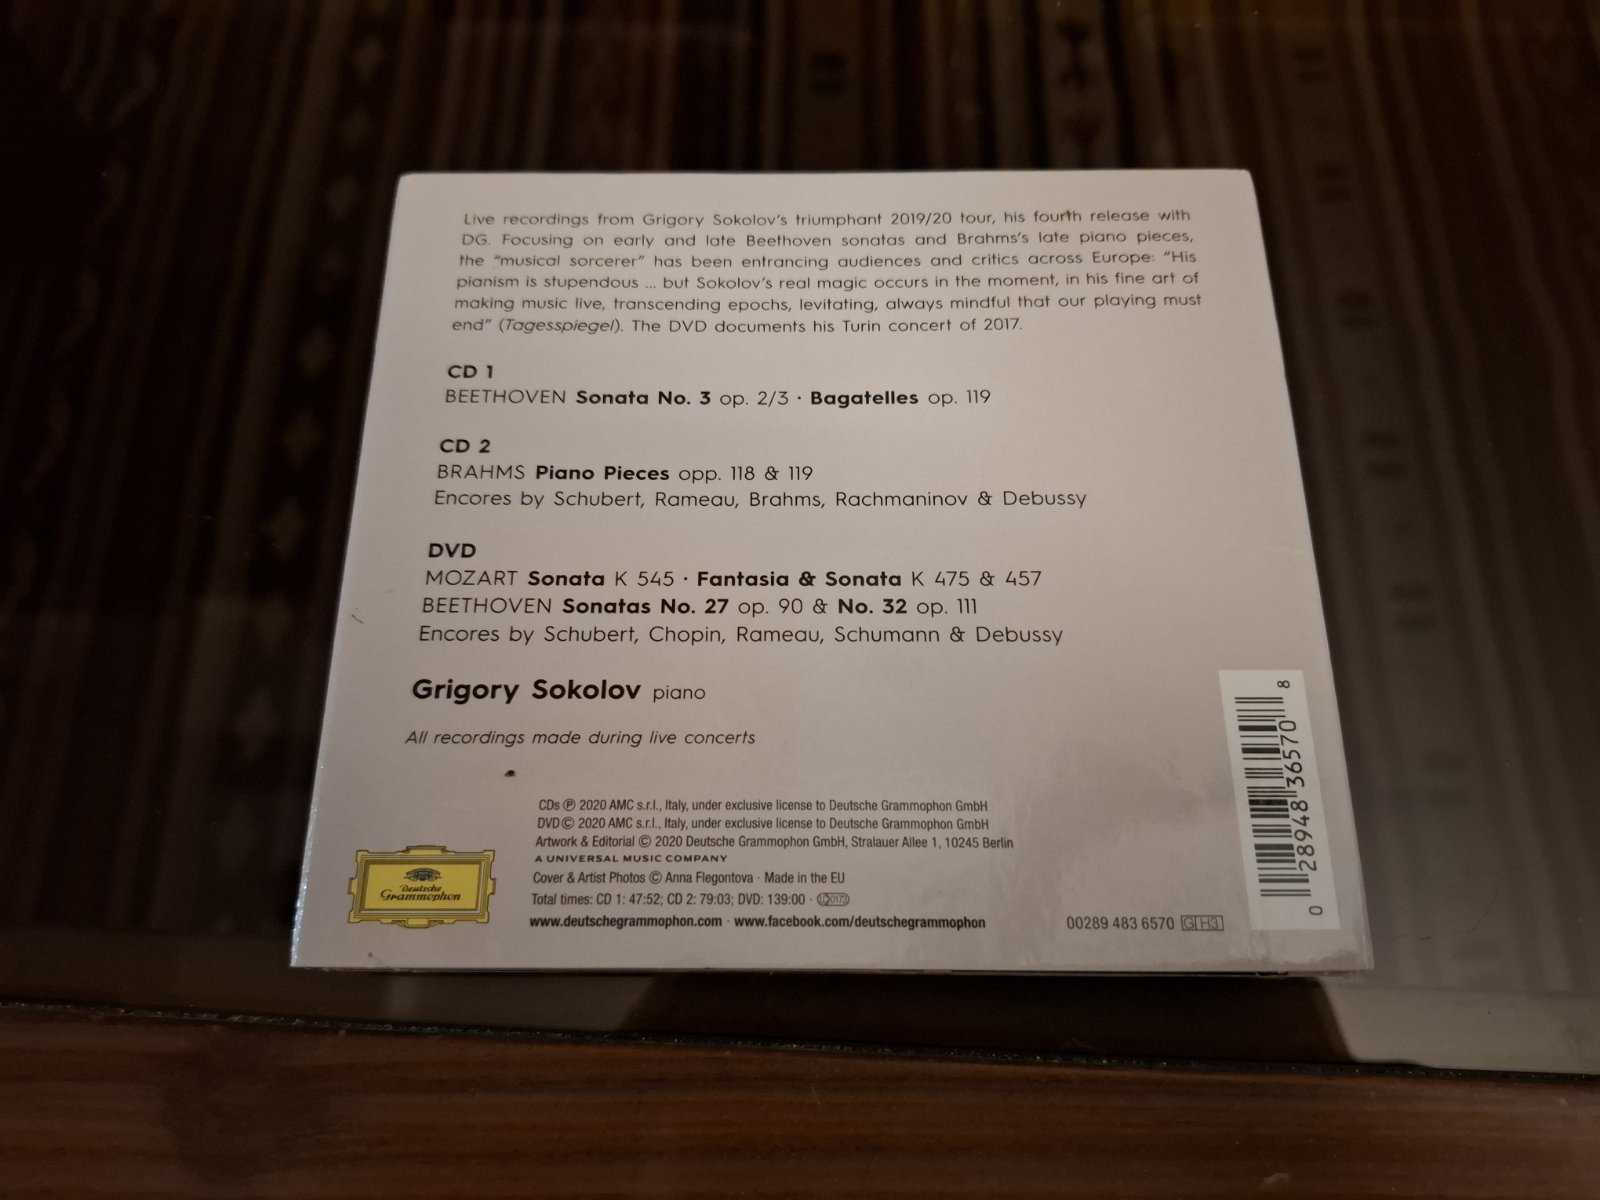 Live recordings from Grigory Sokolov's triumphant 2019/20 tour, his fourth release with
DG. Focusing on early and late Beethoven sonatas and Brahms's late piano pieces,
the “musical sorcerer” has been entrancing audiences and critics across Europe: “His
pianism is stupendous ... but Sokolov's real magic occurs in the moment, in his fine art of
making music live, transcending epochs, levitating, always mindful that our playing must
end” (Tagesspiegel). The DVD documents his Turin concert of 2017.
CD 1
BEETHOVEN Sonata No. 3 op. 2/3 · Bagatelles op. 119
CD 2
BRAHMS Piano Pieces opp. 118 & 119
Encores by Schubert, Rameau, Brahms, Rachmaninov & Debussy
DVD
MOZART Sonata K 545 · Fantasia & Sonata K 475 & 457
BEETHOVEN Sonatas No. 27 op. 90 & No. 32 op. 111
Encores by Schubert, Chopin, Rameau, Schumann & Debussy
Grigory Sokolov piano
All recordings made during live concerts
CDs ℗ 2020 AMC s.r.l., Italy, under exclusive license to Deutsche Grammophon GmbH
DVD © 2020 AMC s.r.l., Italy, under exclusive license to Deutsche Grammophon GmbH
Artwork & Editorial © 2020 Deutsche Grammophon GmbH, Stralauer Allee 1, 10245 Berlin
A UNIVERSAL MUSIC COMPANY
Cover & Artist Photos © Anna Flegontova · Made in the EU
Total times: CD 1: 47:52; CD 2: 79:03; DVD: 139:00 ·
www.deutschegrammophon.com · www.facebook.com/deutschegrammophon
Deutsche
Grammophon
00289 483 6570 GH3
0 28948 36570 8